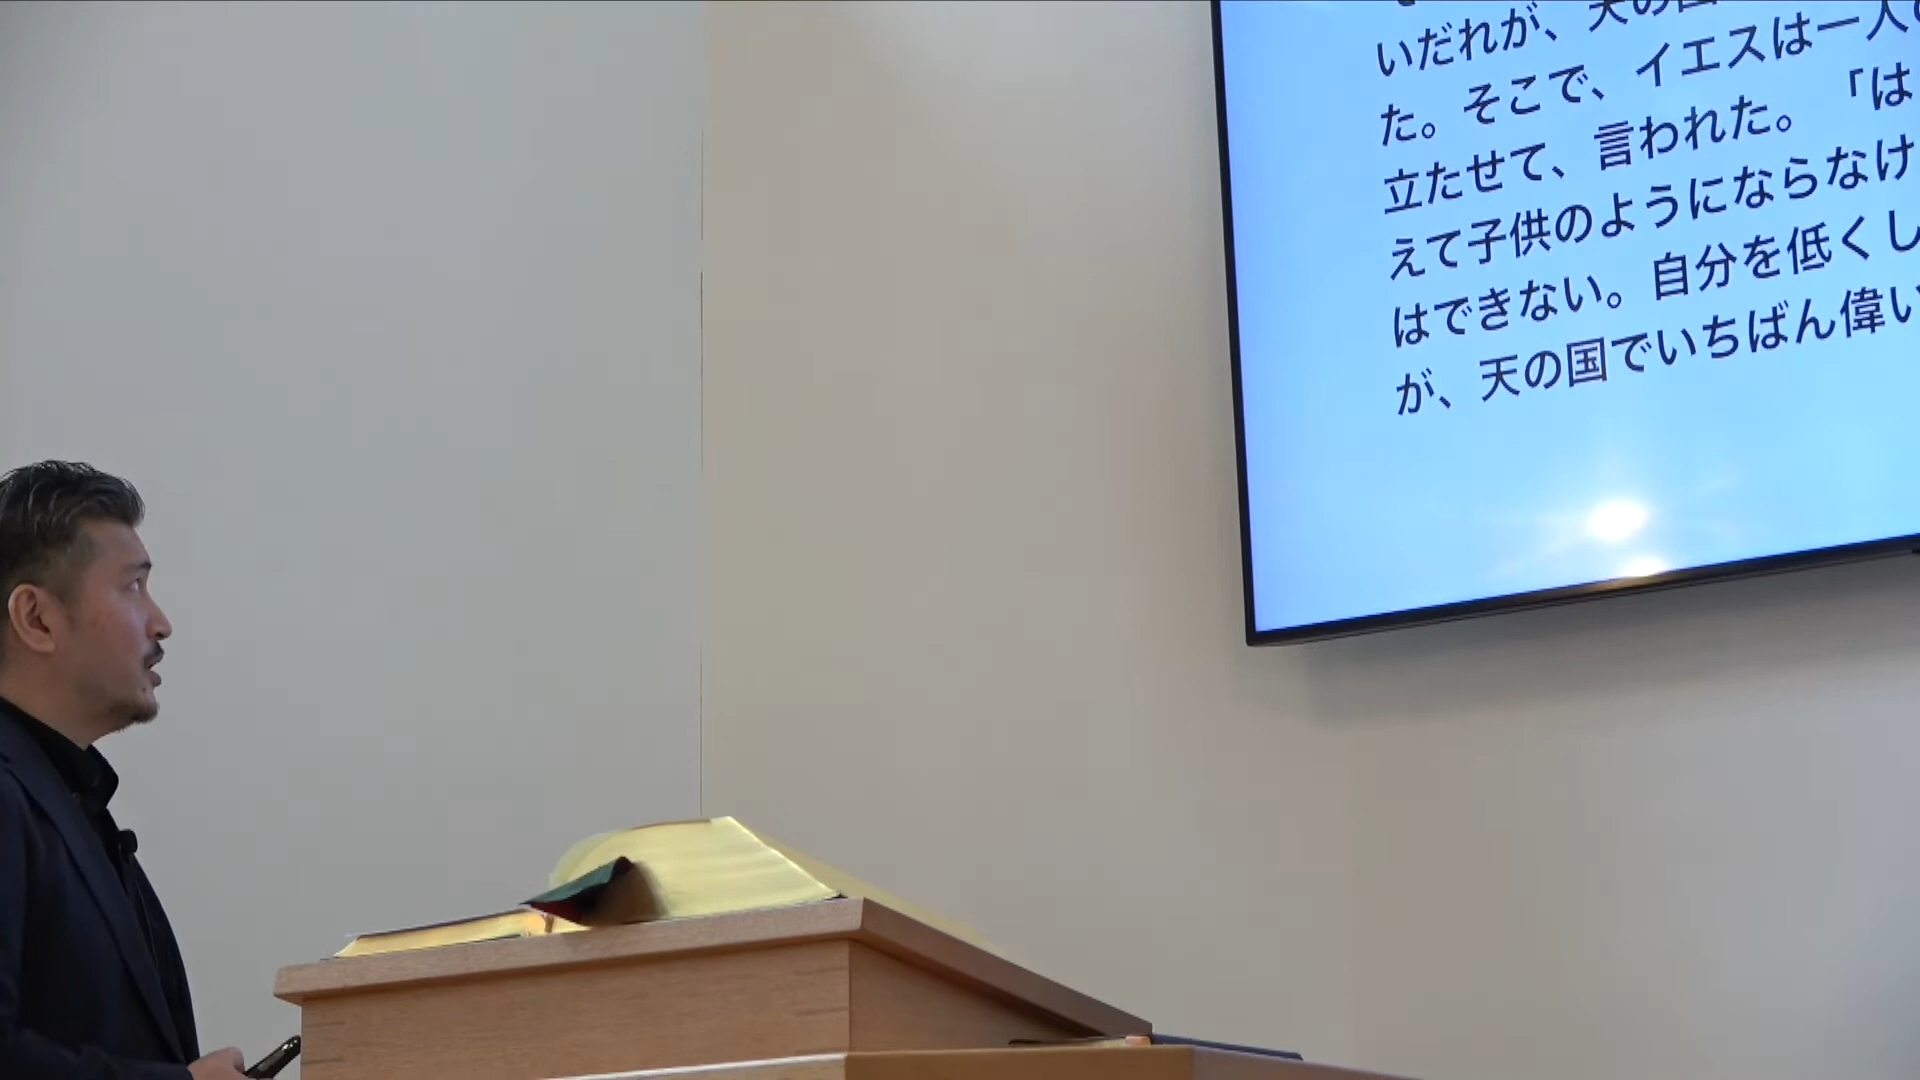 いだれが、天の国
た。そこで、イエスは一人
立たせて、言われた。「は
えて子供のようにならなけ
はできない。自分を低くし
が、天の国でいちばん偉い